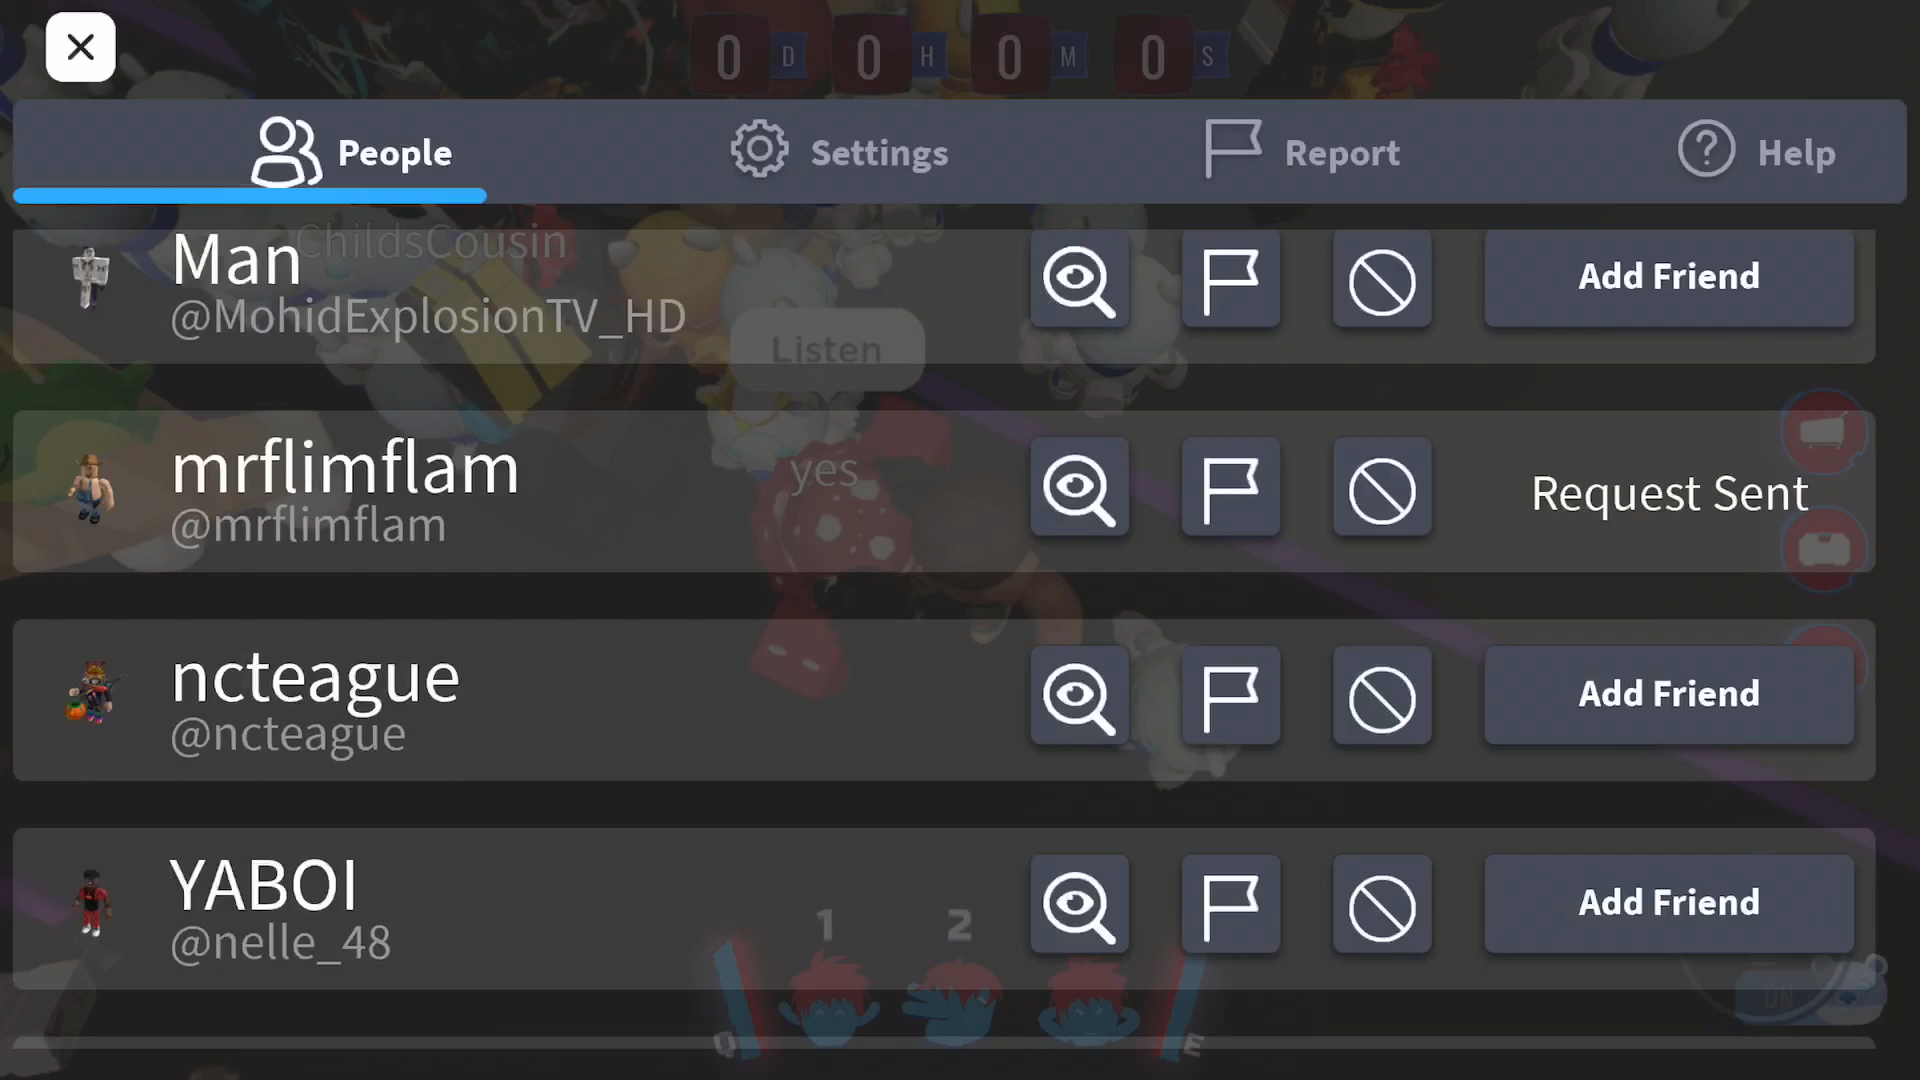 0 D 0 H 0 M 0 S
People Settings Report Help
ChildsCousin
Man
@MohidExplosionTV_HD
Add Friend
Listen
mrflimflam
@mrflimflam
yes
Request Sent
ncteague
@ncteague
Add Friend
YABOI
@nelle_48
Add Friend
1 2
ON
Q E